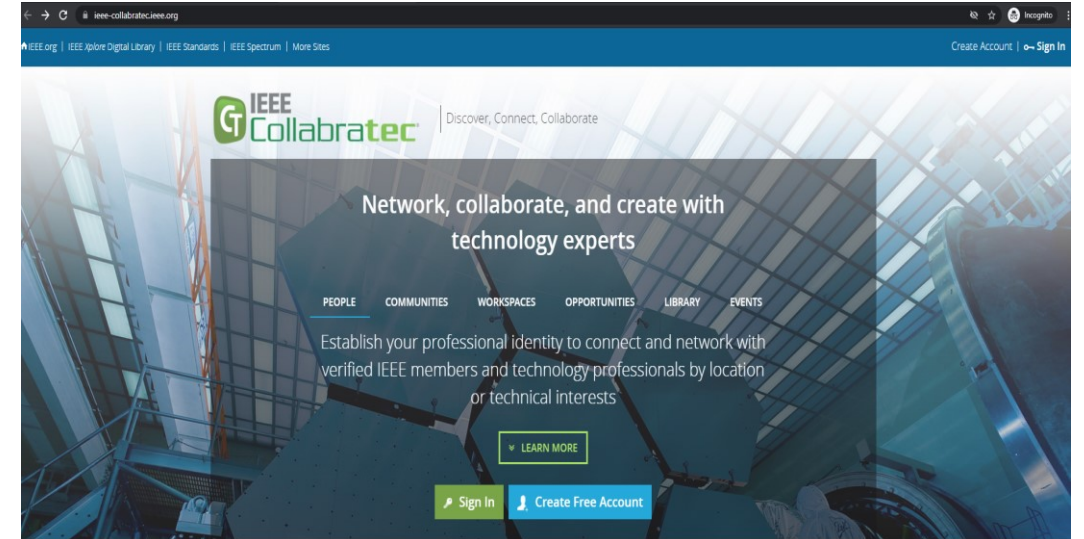 ieee-collabratec.ieee.org
Incognito
IEEE.org | IEEE Xplore Digital Library | IEEE Standards | IEEE Spectrum | More Sites
Create Account | Sign In
GT
IEEE
Collabratec®
Discover, Connect, Collaborate
Network, collaborate, and create with
technology experts
PEOPLE COMMUNITIES WORKSPACES OPPORTUNITIES LIBRARY EVENTS
Establish your professional identity to connect and network with
verified IEEE members and technology professionals by location
or technical interests
LEARN MORE
Sign In
Create Free Account